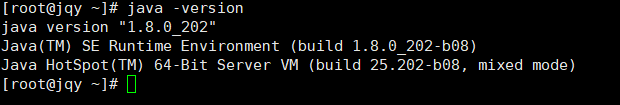 [root@jqy ~]# java -version
java version "1.8.0_202"
Java(TM) SE Runtime Environment (build 1.8.0_202-b08)
Java HotSpot(TM) 64-Bit Server VM (build 25.202-b08, mixed mode)
[root@jqy ~]#